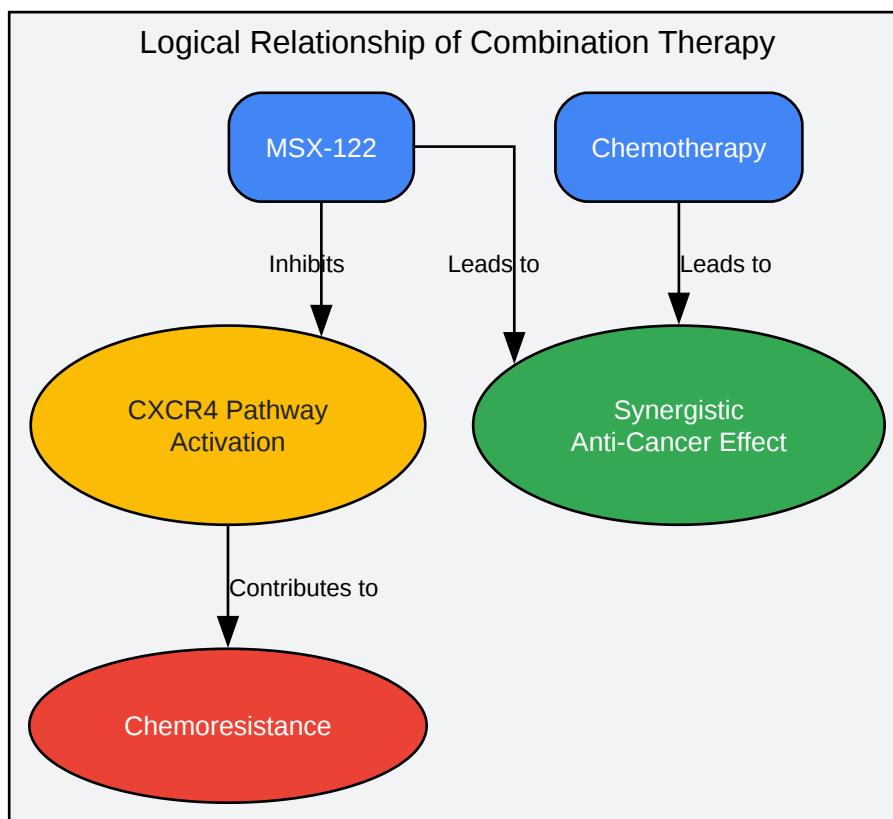 Logical Relationship of Combination Therapy
MSX-122
Chemotherapy
Inhibits
Leads to
Leads to
CXCR4 Pathway
Activation
Synergistic
Anti-Cancer Effect
Contributes to
Chemoresistance